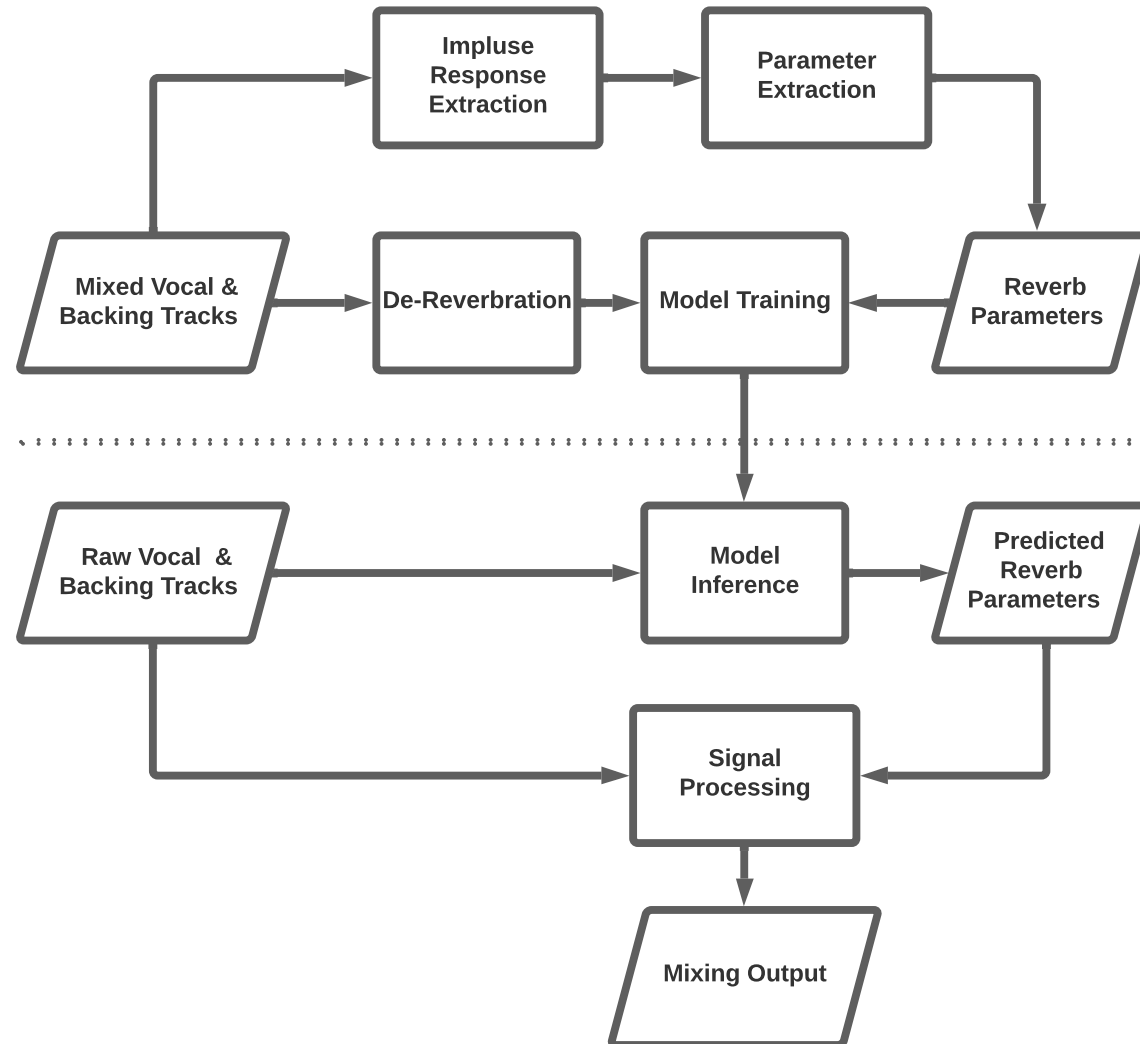 Impluse
Response
Extraction
Parameter
Extraction
Mixed Vocal &
Backing Tracks
De-Reverbration
Model Training
Reverb
Parameters
Raw Vocal &
Backing Tracks
Model
Inference
Predicted
Reverb
Parameters
Signal
Processing
Mixing Output